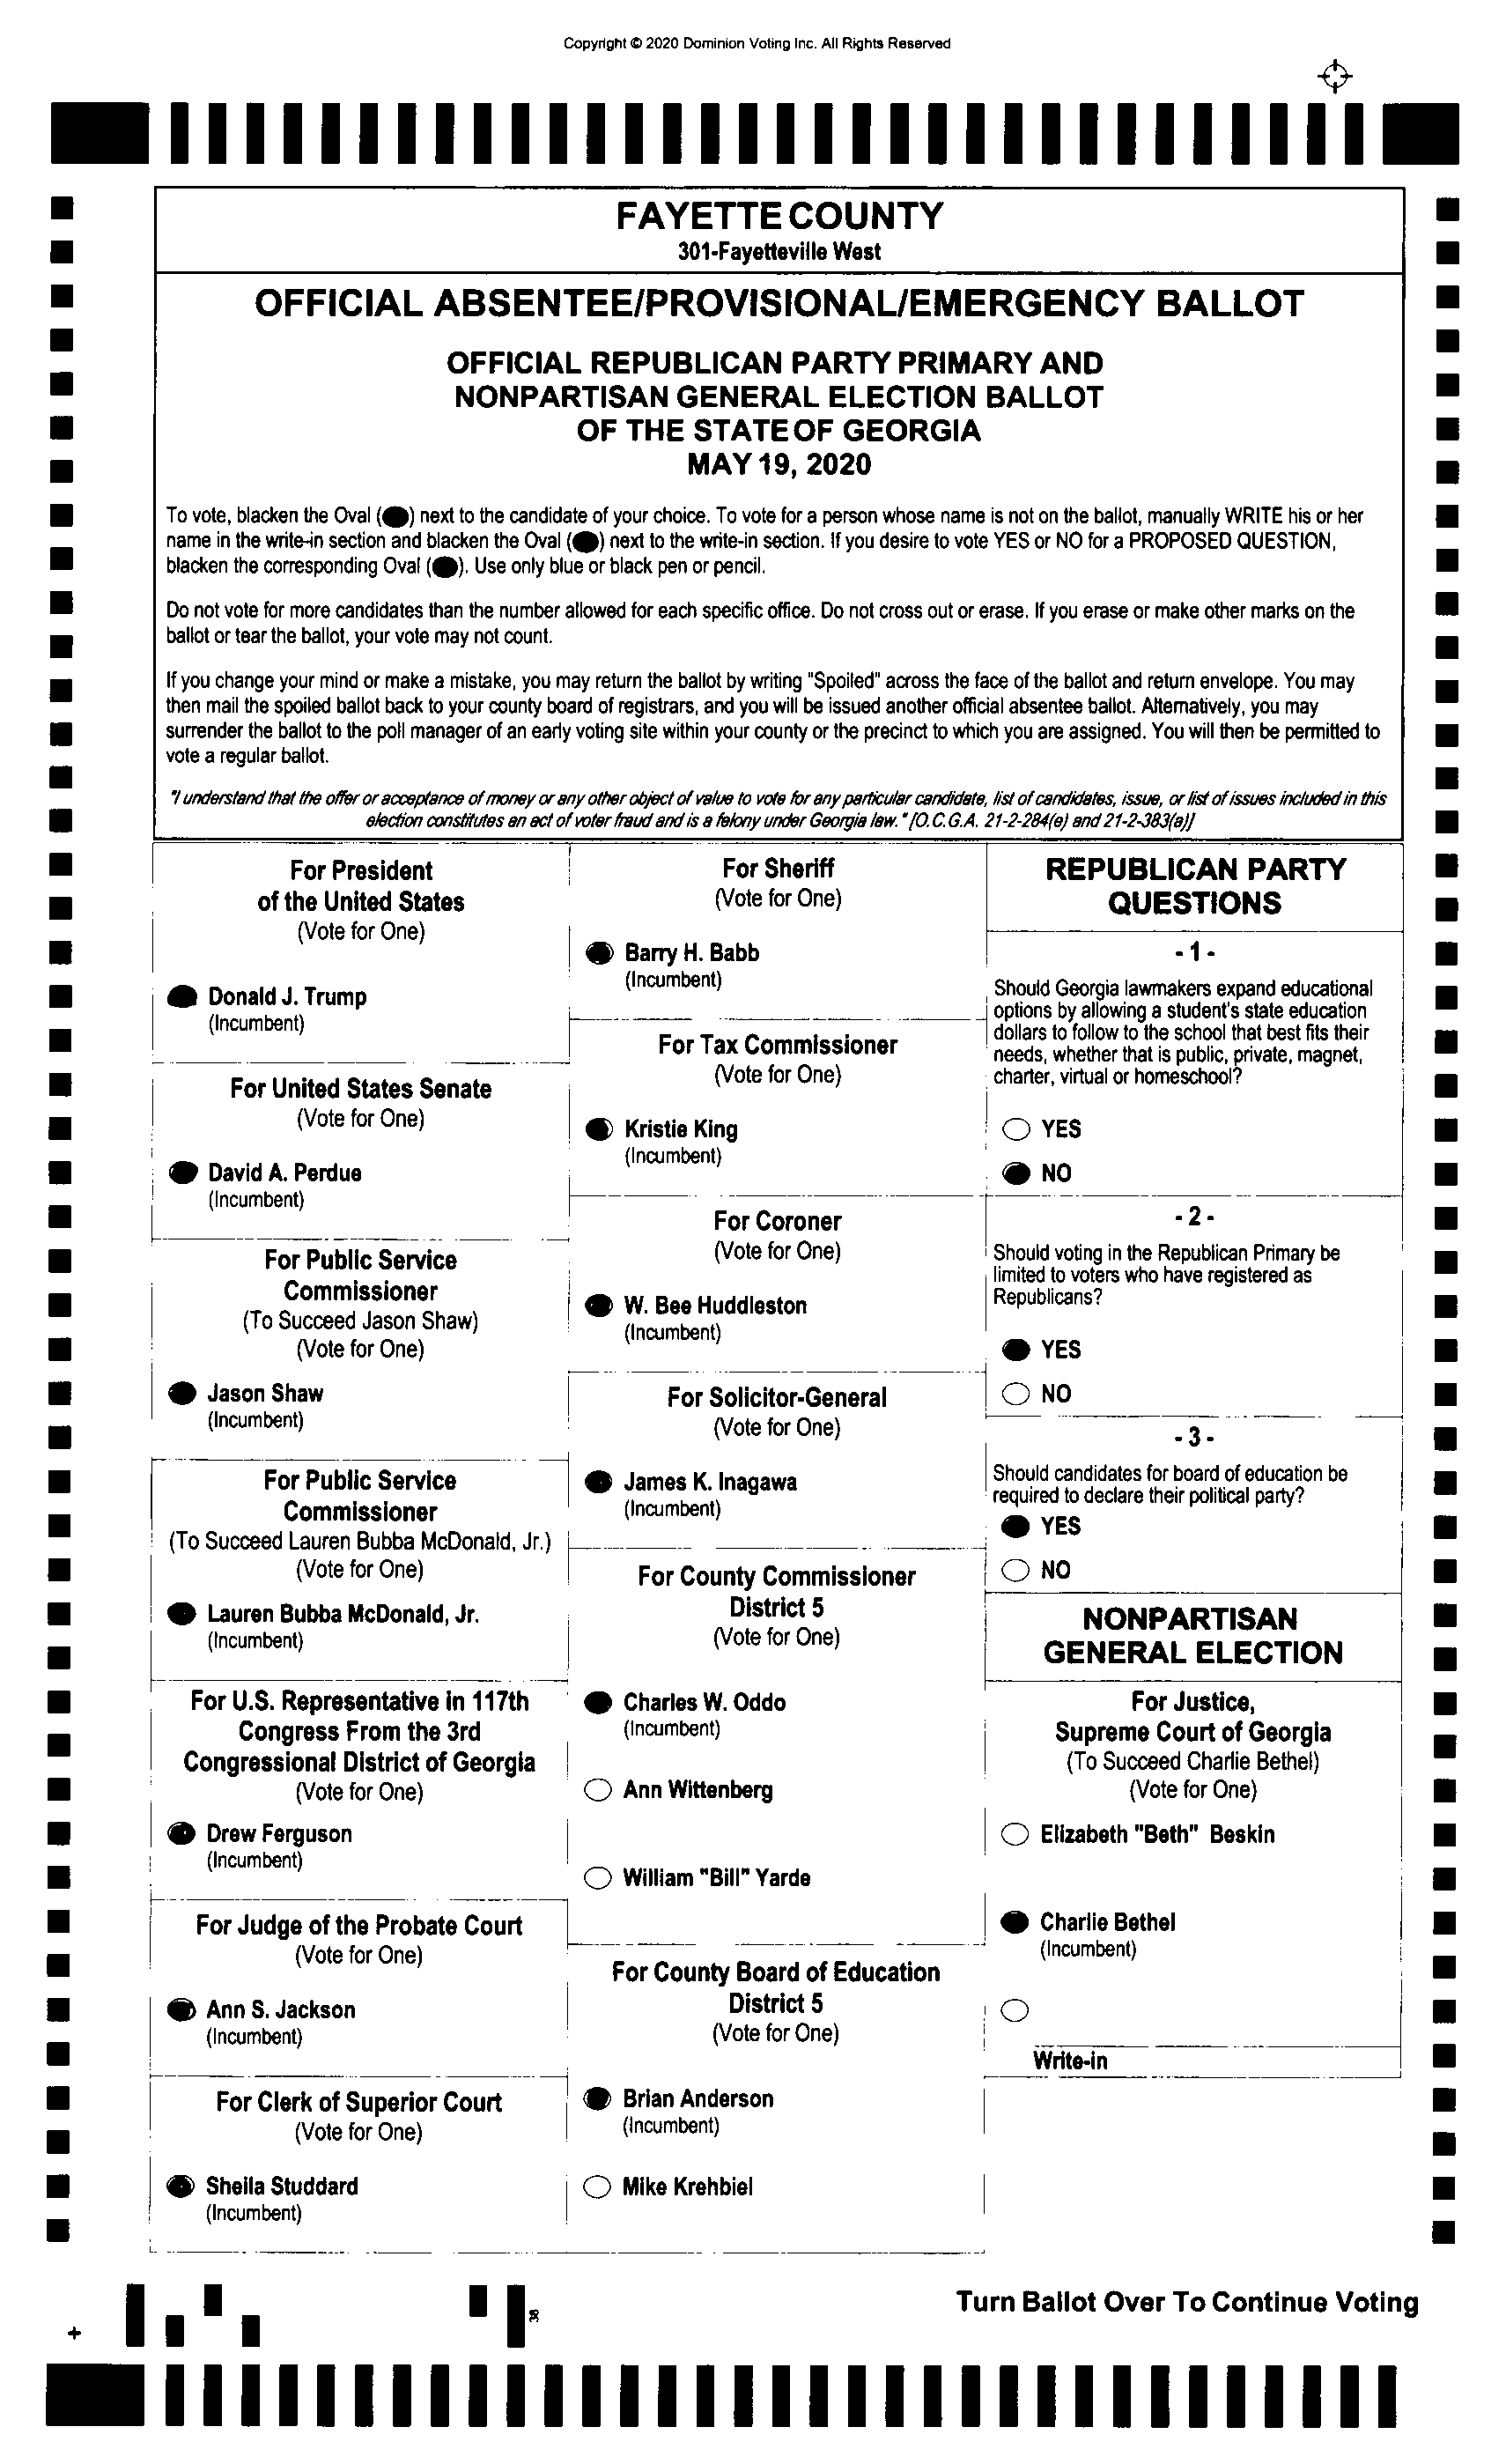 Copyright © 2020 Dominion Voting Inc. All Rights Reserved
FAYETTE COUNTY
301-Fayetteville West
OFFICIAL ABSENTEE/PROVISIONAL/EMERGENCY BALLOT
OFFICIAL REPUBLICAN PARTY PRIMARY AND
NONPARTISAN GENERAL ELECTION BALLOT
OF THE STATE OF GEORGIA
MAY 19, 2020
To vote, blacken the Oval ( ) next to the candidate of your choice. To vote for a person whose name is not on the ballot, manually WRITE his or her
name in the write-in section and blacken the Oval ( ) next to the write-in section. If you desire to vote YES or NO for a PROPOSED QUESTION,
blacken the corresponding Oval ( ). Use only blue or black pen or pencil.
Do not vote for more candidates than the number allowed for each specific office. Do not cross out or erase. If you erase or make other marks on the
ballot or tear the ballot, your vote may not count.
If you change your mind or make a mistake, you may return the ballot by writing "Spoiled" across the face of the ballot and return envelope. You may
then mail the spoiled ballot back to your county board of registrars, and you will be issued another official absentee ballot. Alternatively, you may
surrender the ballot to the poll manager of an early voting site within your county or the precinct to which you are assigned. You will then be permitted to
vote a regular ballot.
"I understand that the offer or acceptance of money or any other object of value to vote for any particular candidate, list of candidates, issue, or list of issues included in this
election constitutes an act of voter fraud and is a felony under Georgia law." [O.C.G.A. 21-2-284(e) and 21-2-383(a)]
For President
of the United States
(Vote for One)
Donald J. Trump
(Incumbent)
For United States Senate
(Vote for One)
David A. Perdue
(Incumbent)
For Public Service
Commissioner
(To Succeed Jason Shaw)
(Vote for One)
Jason Shaw
(Incumbent)
For Public Service
Commissioner
(To Succeed Lauren Bubba McDonald, Jr.)
(Vote for One)
Lauren Bubba McDonald, Jr.
(Incumbent)
For U.S. Representative in 117th
Congress From the 3rd
Congressional District of Georgia
(Vote for One)
Drew Ferguson
(Incumbent)
For Judge of the Probate Court
(Vote for One)
Ann S. Jackson
(Incumbent)
For Clerk of Superior Court
(Vote for One)
Sheila Studdard
(Incumbent)
For Sheriff
(Vote for One)
Barry H. Babb
(Incumbent)
For Tax Commissioner
(Vote for One)
Kristie King
(Incumbent)
For Coroner
(Vote for One)
W. Bee Huddleston
(Incumbent)
For Solicitor-General
(Vote for One)
James K. Inagawa
(Incumbent)
For County Commissioner
District 5
(Vote for One)
Charles W. Oddo
(Incumbent)
Ann Wittenberg
William "Bill" Yarde
For County Board of Education
District 5
(Vote for One)
Brian Anderson
(Incumbent)
Mike Krehbiel
REPUBLICAN PARTY
QUESTIONS
- 1 -
Should Georgia lawmakers expand educational
options by allowing a student's state education
dollars to follow to the school that best fits their
needs, whether that is public, private, magnet,
charter, virtual or homeschool?
YES
NO
- 2 -
Should voting in the Republican Primary be
limited to voters who have registered as
Republicans?
YES
NO
- 3 -
Should candidates for board of education be
required to declare their political party?
YES
NO
NONPARTISAN
GENERAL ELECTION
For Justice,
Supreme Court of Georgia
(To Succeed Charlie Bethel)
(Vote for One)
Elizabeth "Beth" Beskin
Charlie Bethel
(Incumbent)
Write-in
Turn Ballot Over To Continue Voting